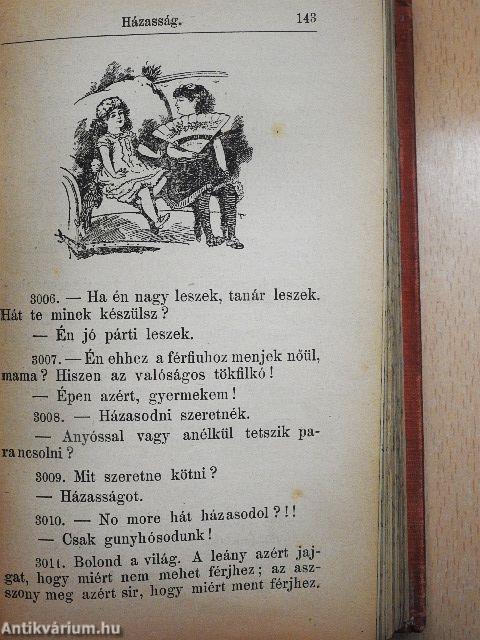 Házasság. 143
3006. — Ha én nagy leszek, tanár leszek.
Hát te minek készülsz?
— Én jó párti leszek.
3007. — Én ehhez a férfiuhoz menjek nőül,
mama? Hiszen az valóságos tökfilkó!
— Épen azért, gyermekem!
3008. — Házasodni szeretnék.
— Anyóssal vagy anélkül tetszik pa-
rancsolni?
3009. Mit szeretne kötni?
— Házasságot.
3010. — No more hát házasodol?!!
— Csak gunyhósodunk!
3011. Bolond a világ. A leány azért jaj-
gat, hogy miért nem mehet férjhez; az asz-
szony meg azért sír, hogy miért ment férjhez.
Antikvárium.hu